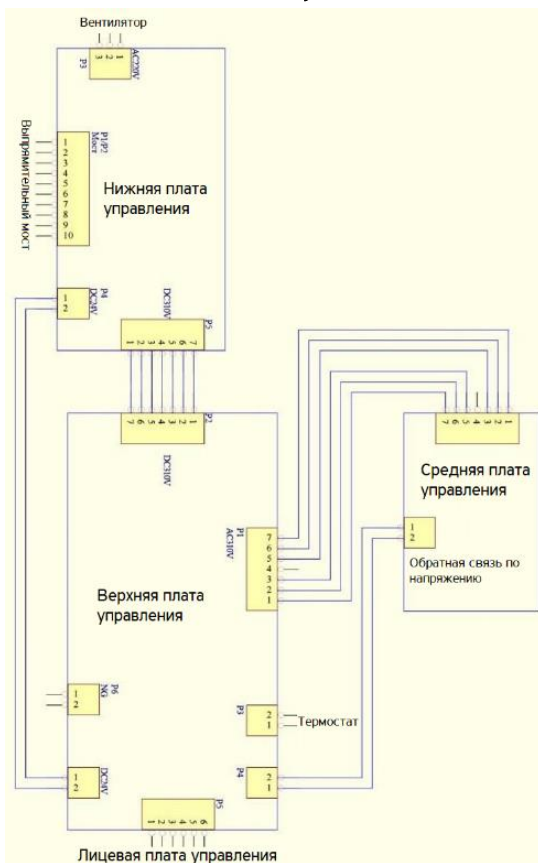 Вентилятор
3 2 1
P3
AC220V
Выпрямительный мост
P1/P2
Мост
1
2
3
4
5
6
7
8
9
10
Нижняя плата
управления
1
2
P4
DC24V
DC310V
P5
1 2 3 4 5 6 7
7 6 5 4 3 2 1
P2
DC310V
7 6 5 4 3 2 1
Средняя плата
управления
1
2
Обратная связь по
напряжению
P1
AC310V
7
6
5
4
3
2
1
Верхняя плата
управления
1
2
P6
NG
P3
2
1
Термостат
1
2
DC24V
P4
2
1
P5
1 2 3 4 5 6
Лицевая плата управления